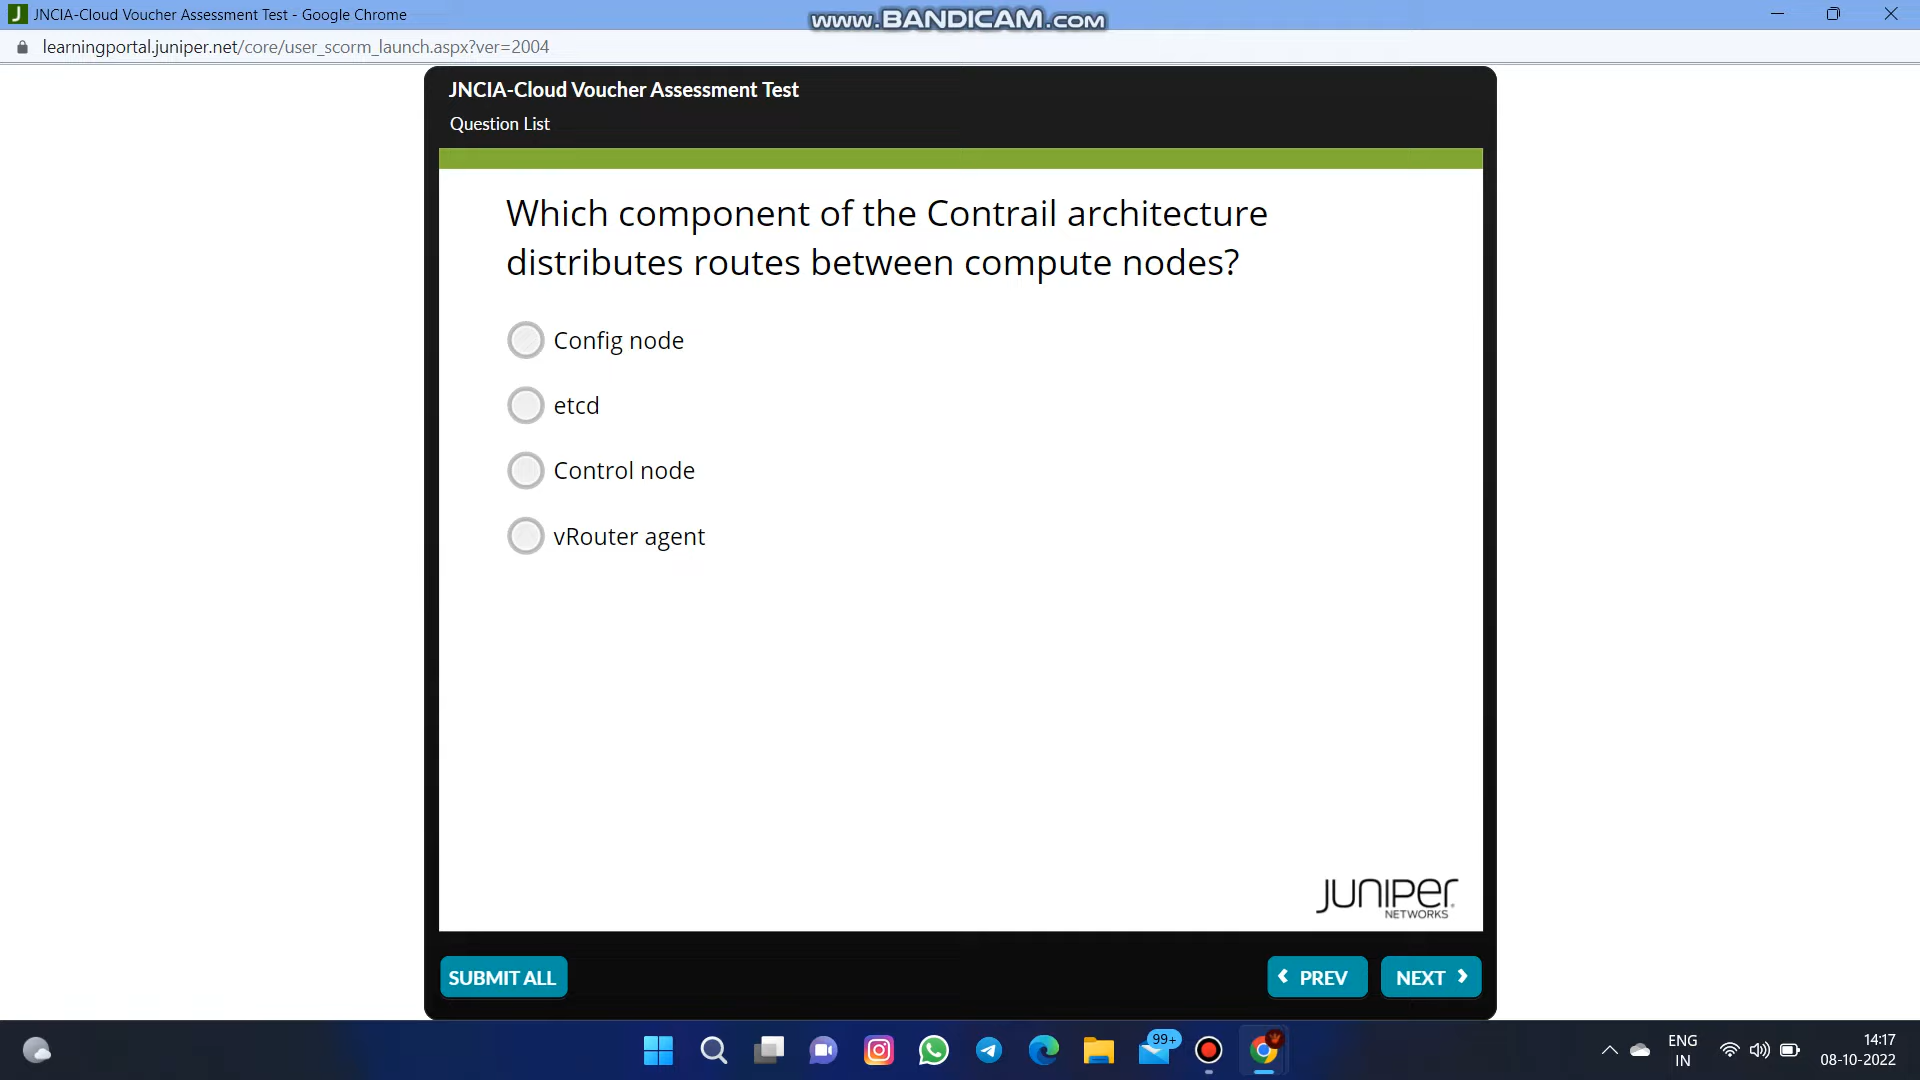 JNCIA-Cloud Voucher Assessment Test - Google Chrome
www.BANDICAM.com
learningportal.juniper.net/core/user_scorm_launch.aspx?ver=2004
JNCIA-Cloud Voucher Assessment Test
Question List
Which component of the Contrail architecture
distributes routes between compute nodes?
Config node
etcd
Control node
vRouter agent
JUNIPER
NETWORKS
SUBMIT ALL
PREV
NEXT
99+
ENG
IN
14:17
08-10-2022